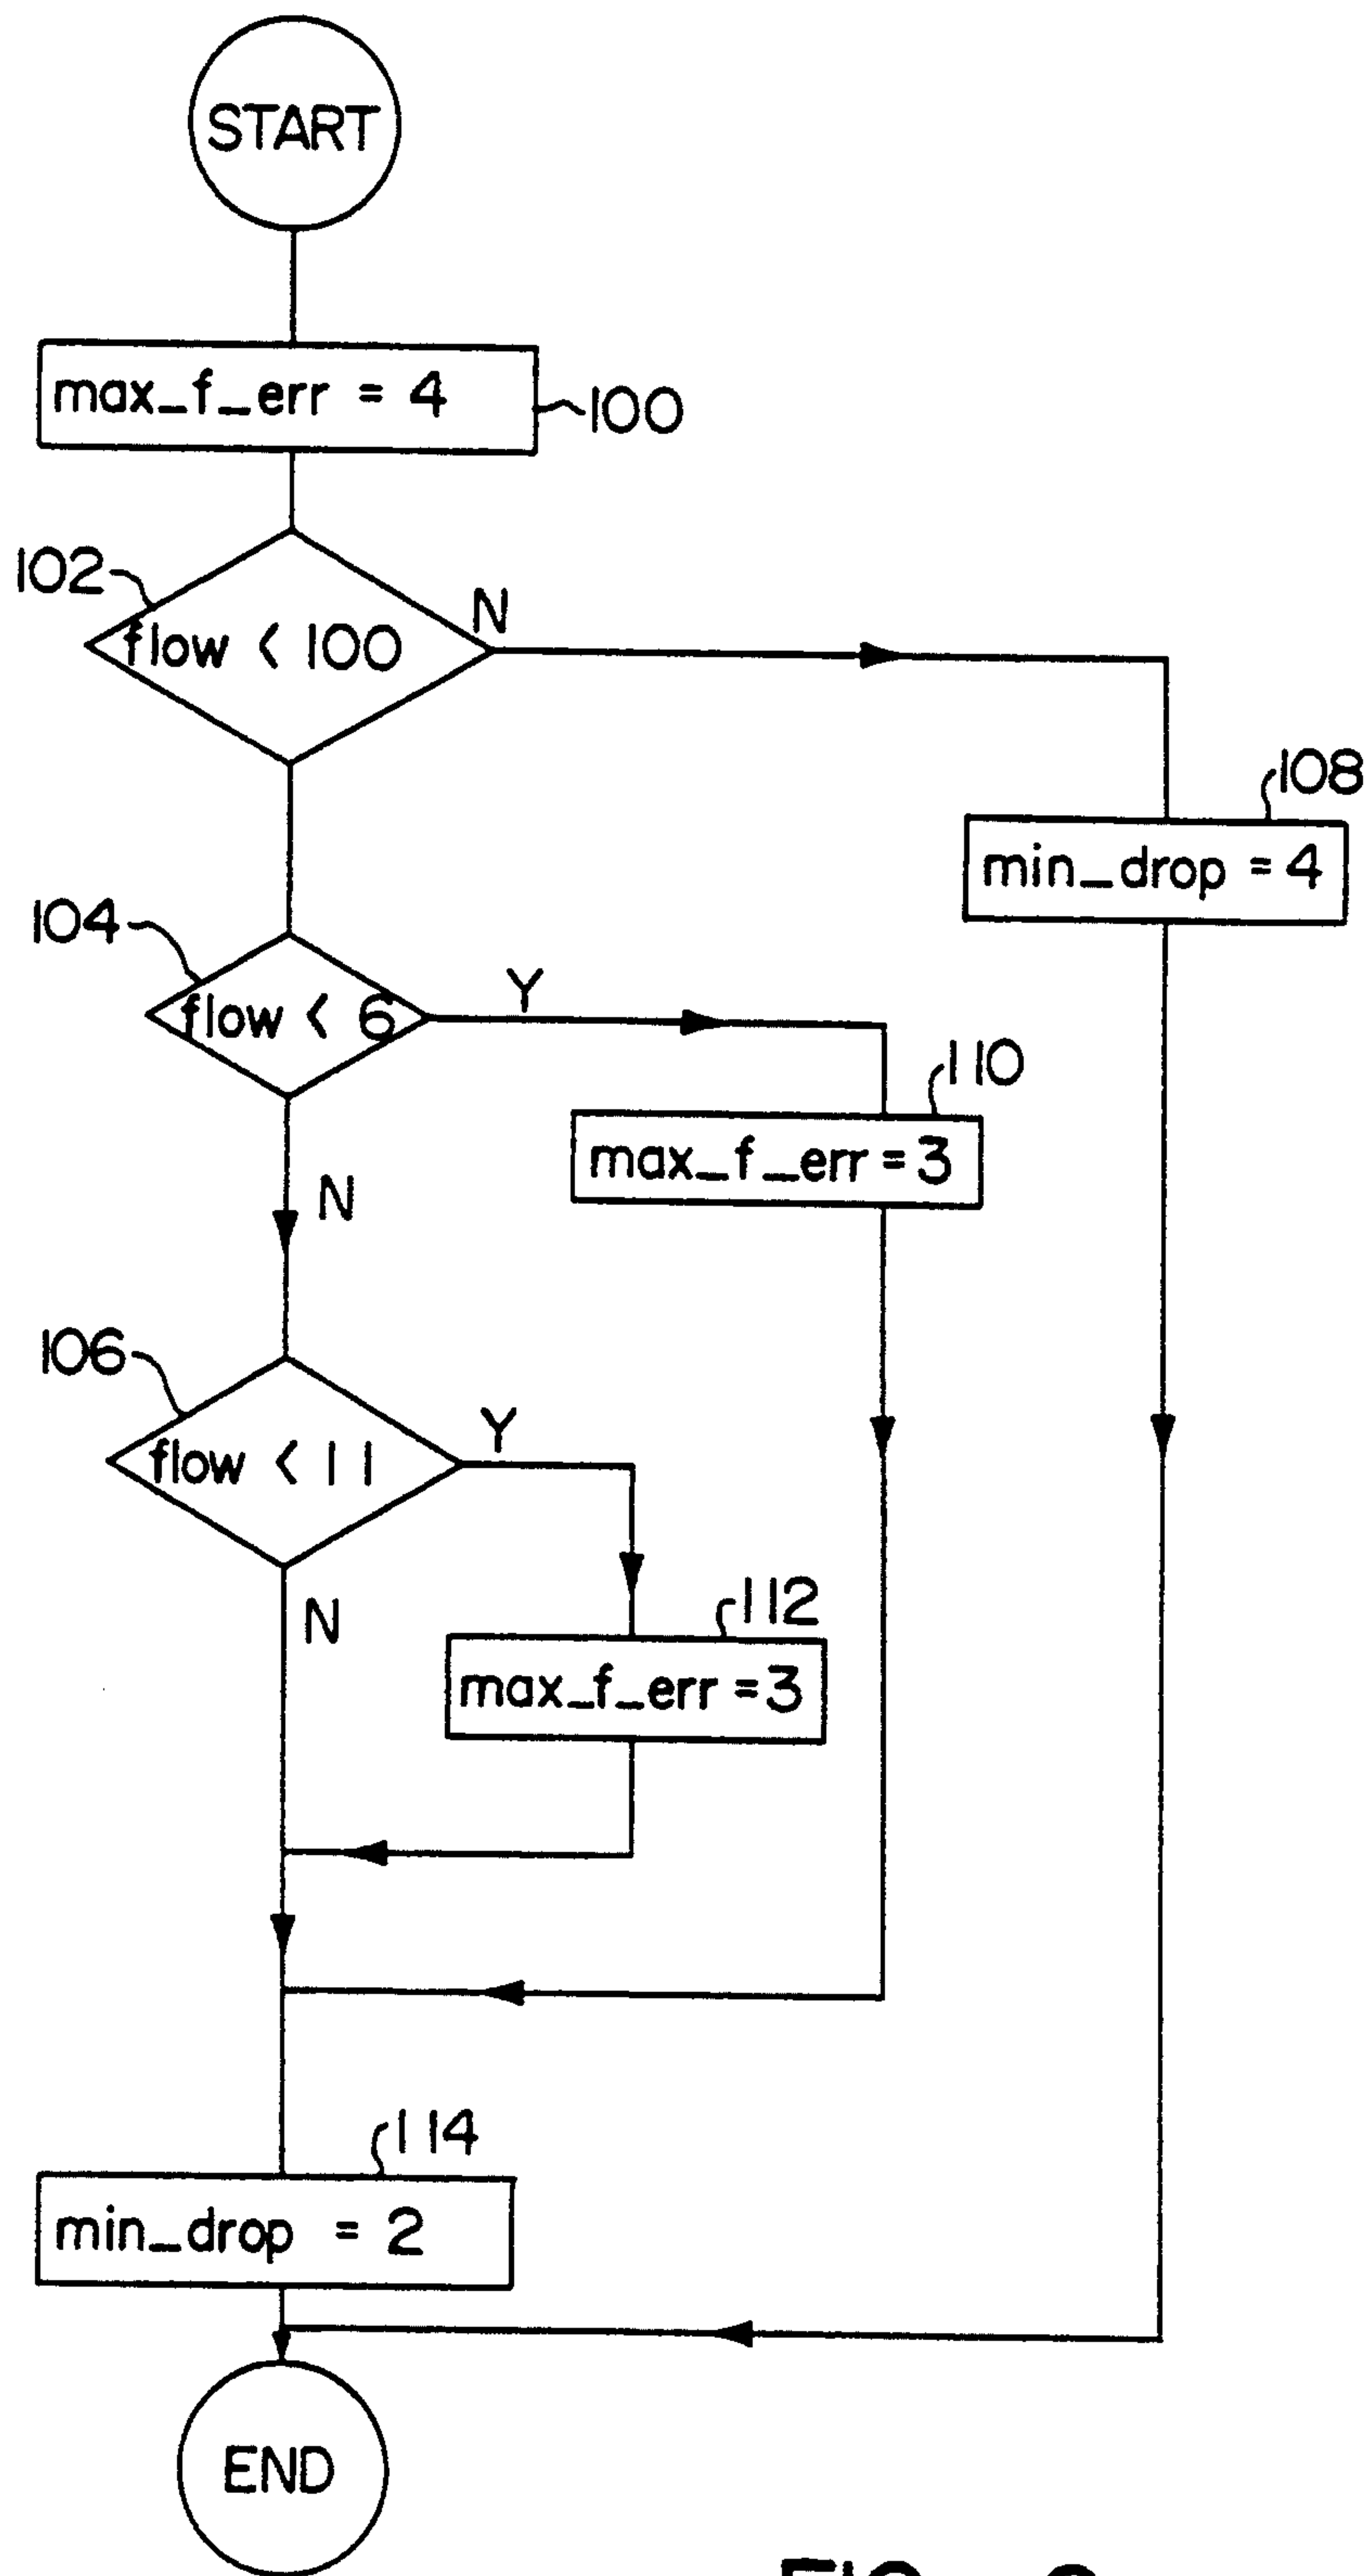 START
max_f_err = 4
100
102
flow < 100
N
108
min_drop = 4
104
flow < 6
Y
110
max_f_err = 3
N
106
flow < 11
Y
112
max_f_err = 3
N
114
min_drop = 2
END